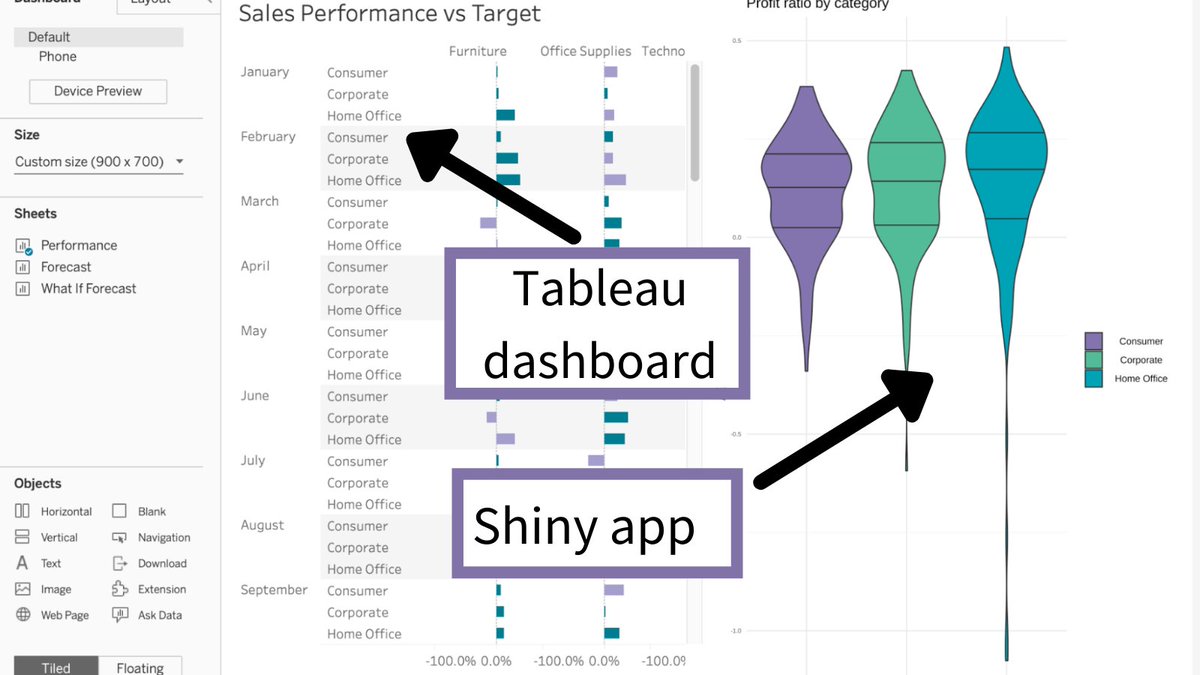 Dashboard
Layout
Default
Phone
Device Preview
Size
Custom size (900 x 700)
Sheets
Performance
Forecast
What If Forecast
Objects
Horizontal Blank
Vertical Navigation
Text Download
Image Extension
Web Page Ask Data
Tiled Floating
Sales Performance vs Target
Furniture Office Supplies Techno
January Consumer
Corporate
Home Office
February Consumer
Corporate
Home Office
March Consumer
Corporate
Home Office
April Consumer
Corporate
Home Office
May Consumer
Corporate
Home Office
June Consumer
Corporate
Home Office
July Consumer
Corporate
Home Office
August Consumer
Corporate
Home Office
September Consumer
Corporate
Home Office
-100.0% 0.0% -100.0% 0.0% -100.0%
Tableau
dashboard
Shiny app
Profit ratio by category
0.5
0.0
-0.5
-1.0
Consumer
Corporate
Home Office